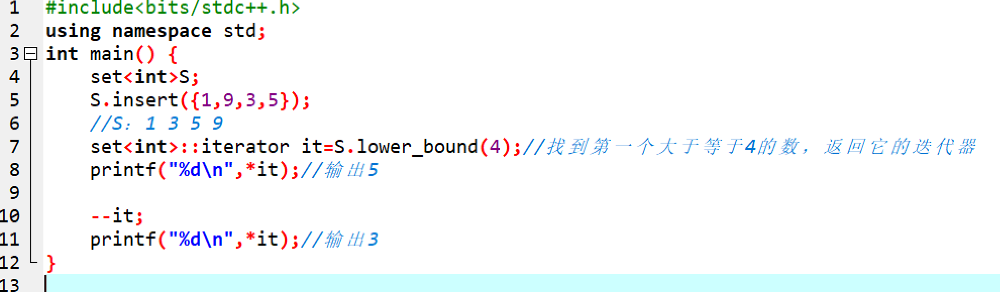 1 #include<bits/stdc++.h>
2 using namespace std;
3 int main() {
4 set<int>S;
5 S.insert({1,9,3,5});
6 //S：1 3 5 9
7 set<int>::iterator it=S.lower_bound(4);//找到第一个大于等于4的数，返回它的迭代器
8 printf("%d\n",*it);//输出5
9
10 --it;
11 printf("%d\n",*it);//输出3
12 }
13